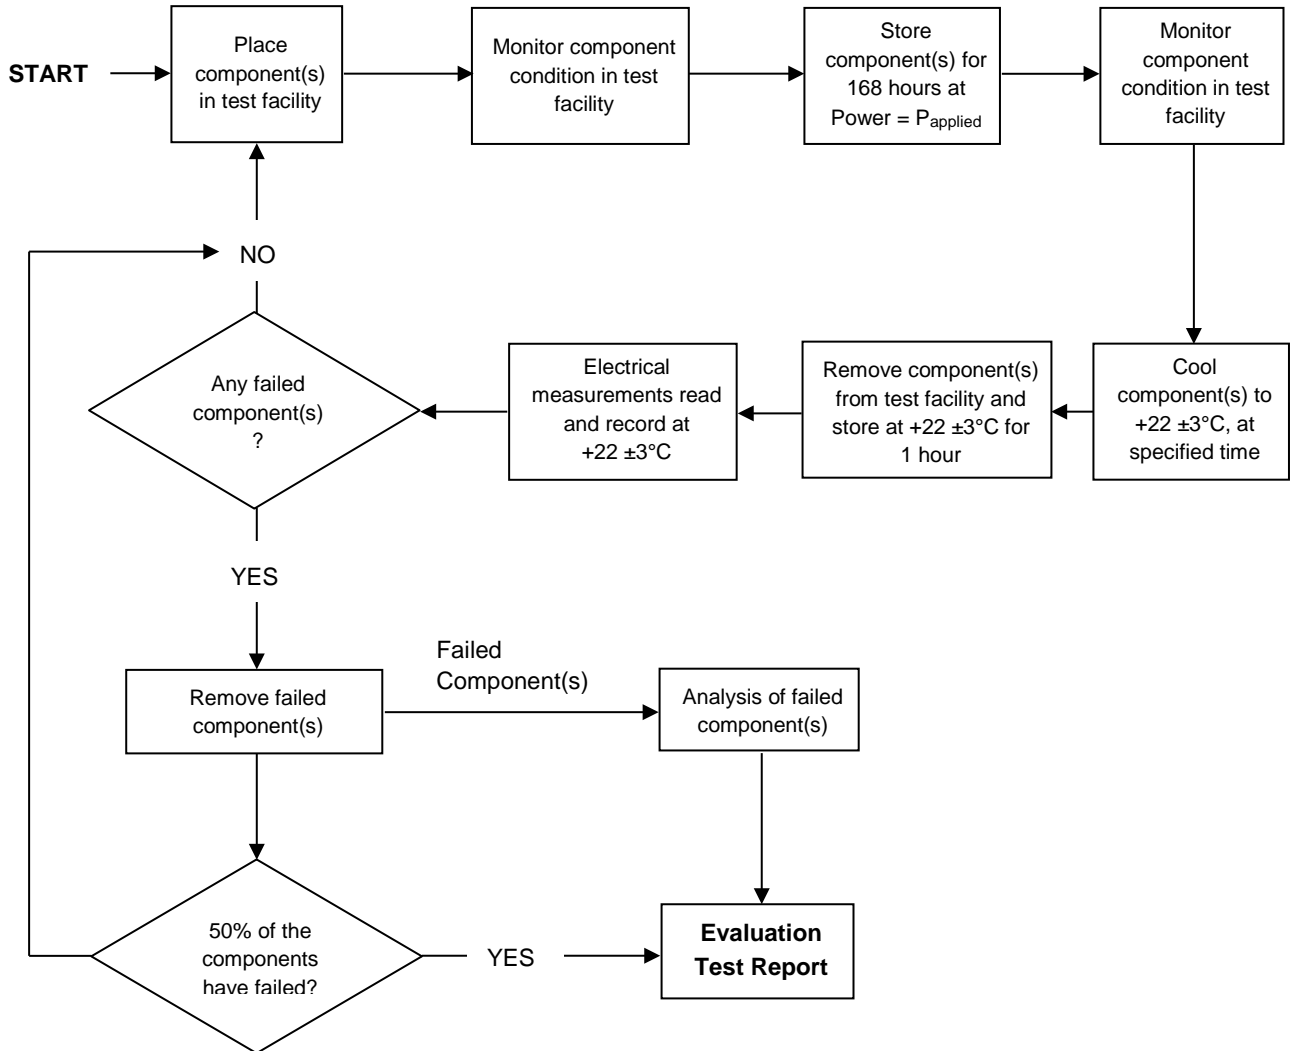 START
Place
component(s)
in test facility
Monitor component
condition in test
facility
Store
component(s) for
168 hours at
Power = Papplied
Monitor
component
condition in test
facility
Cool
component(s) to
+22 ±3°C, at
specified time
Remove component(s)
from test facility and
store at +22 ±3°C for
1 hour
Electrical
measurements read
and record at
+22 ±3°C
Any failed
component(s)
?
NO
YES
Remove failed
component(s)
Failed
Component(s)
Analysis of failed
component(s)
50% of the
components
have failed?
YES
Evaluation
Test Report